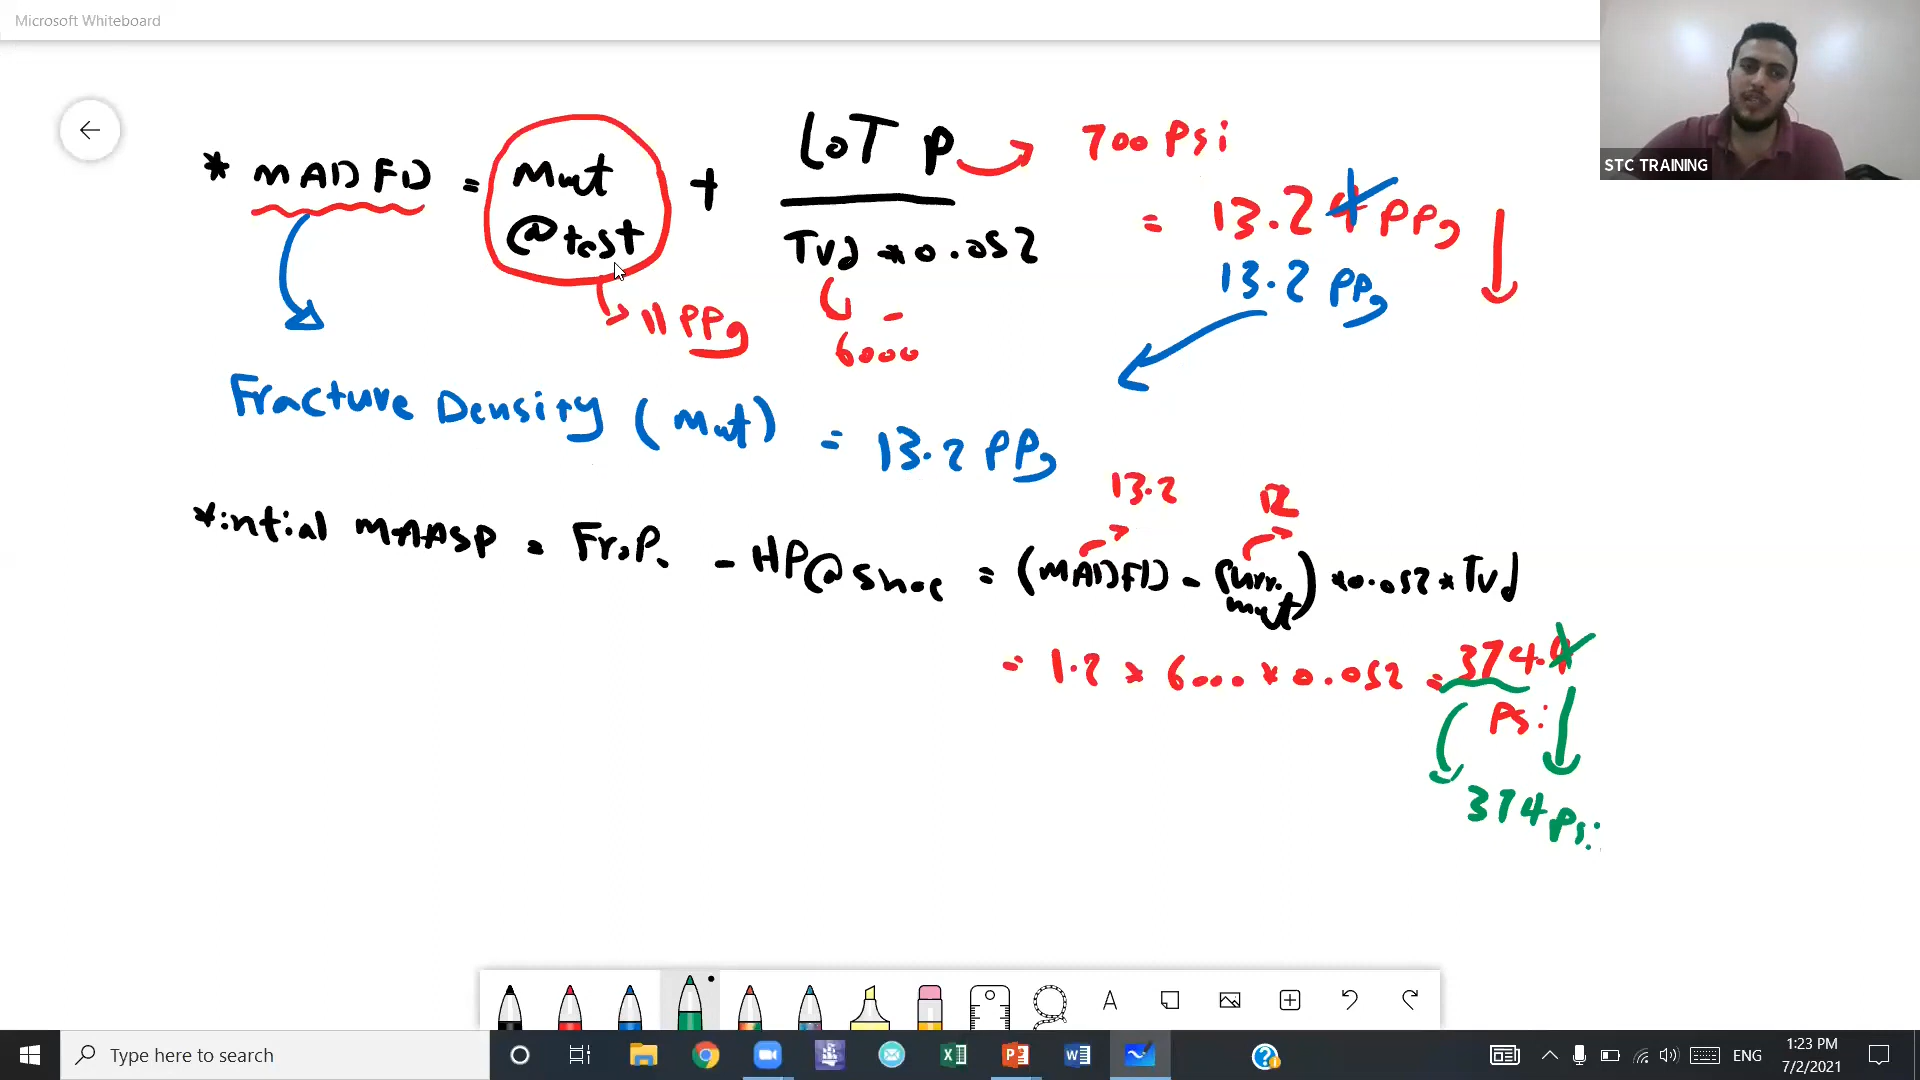 Microsoft Whiteboard
STC TRAINING
* MADFD = Mwt @test + LOT P / Tvd * 0.052
700 Psi
= 13.24 PPg
13.2 PPg
11 PPg
6000
Fracture Density (Mwt) = 13.2 PPg
13.2
12
*intial MAASP = Fr.P. - HP@shoe = (MADFD - Curr. mwt) * 0.052 * Tvd
= 1.2 * 6000 * 0.052 = 374.4
Psi
374 Psi
Type here to search
ENG
1:23 PM
7/2/2021